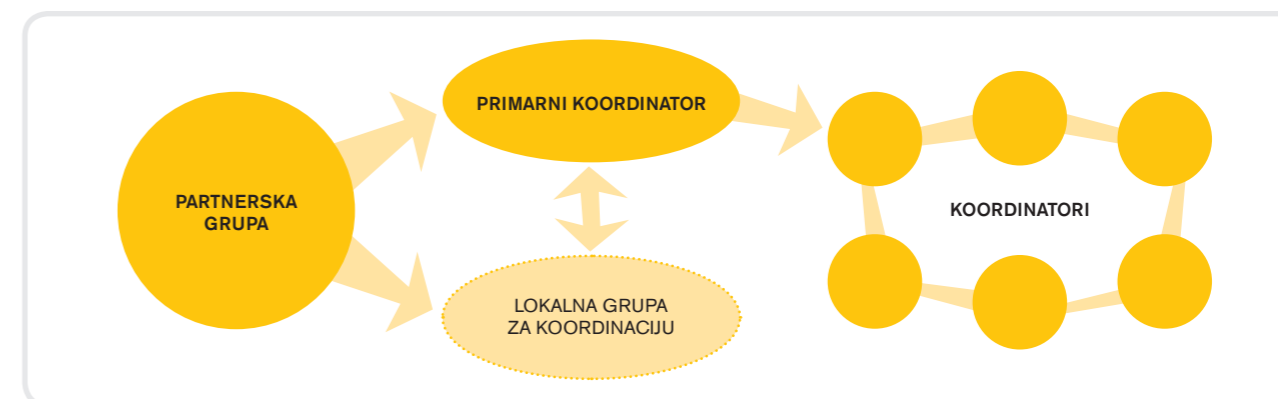 PARTNERSKA
GRUPA
PRIMARNI KOORDINATOR
LOKALNA GRUPA
ZA KOORDINACIJU
KOORDINATORI